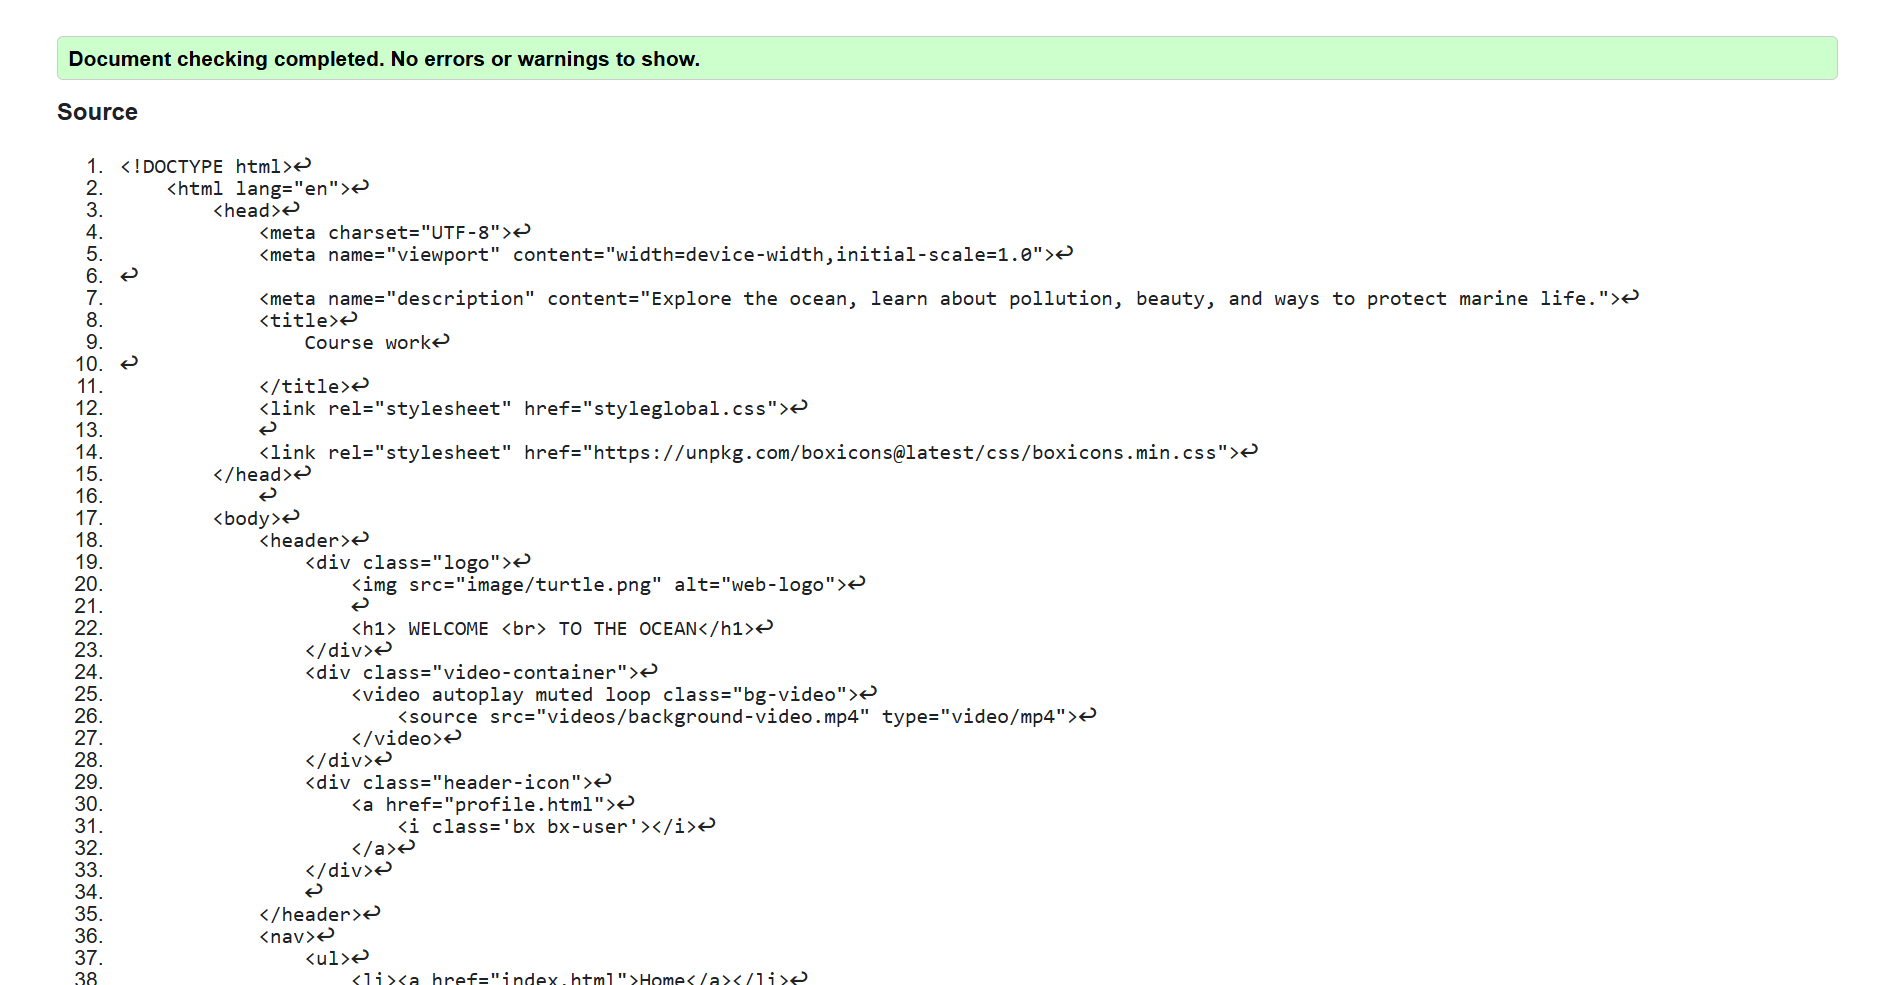 Document checking completed. No errors or warnings to show.
Source
1. <!DOCTYPE html>↩
2. <html lang="en">↩
3. <head>↩
4. <meta charset="UTF-8">↩
5. <meta name="viewport" content="width=device-width,initial-scale=1.0">↩
6. ↩
7. <meta name="description" content="Explore the ocean, learn about pollution, beauty, and ways to protect marine life.">↩
8. <title>↩
9. Course work↩
10. ↩
11. </title>↩
12. <link rel="stylesheet" href="styleglobal.css">↩
13. ↩
14. <link rel="stylesheet" href="https://unpkg.com/boxicons@latest/css/boxicons.min.css">↩
15. </head>↩
16. ↩
17. <body>↩
18. <header>↩
19. <div class="logo">↩
20. <img src="image/turtle.png" alt="web-logo">↩
21. ↩
22. <h1> WELCOME <br> TO THE OCEAN</h1>↩
23. </div>↩
24. <div class="video-container">↩
25. <video autoplay muted loop class="bg-video">↩
26. <source src="videos/background-video.mp4" type="video/mp4">↩
27. </video>↩
28. </div>↩
29. <div class="header-icon">↩
30. <a href="profile.html">↩
31. <i class='bx bx-user'></i>↩
32. </a>↩
33. </div>↩
34. ↩
35. </header>↩
36. <nav>↩
37. <ul>↩
38. <li><a href="index.html">Home</a></li>↩